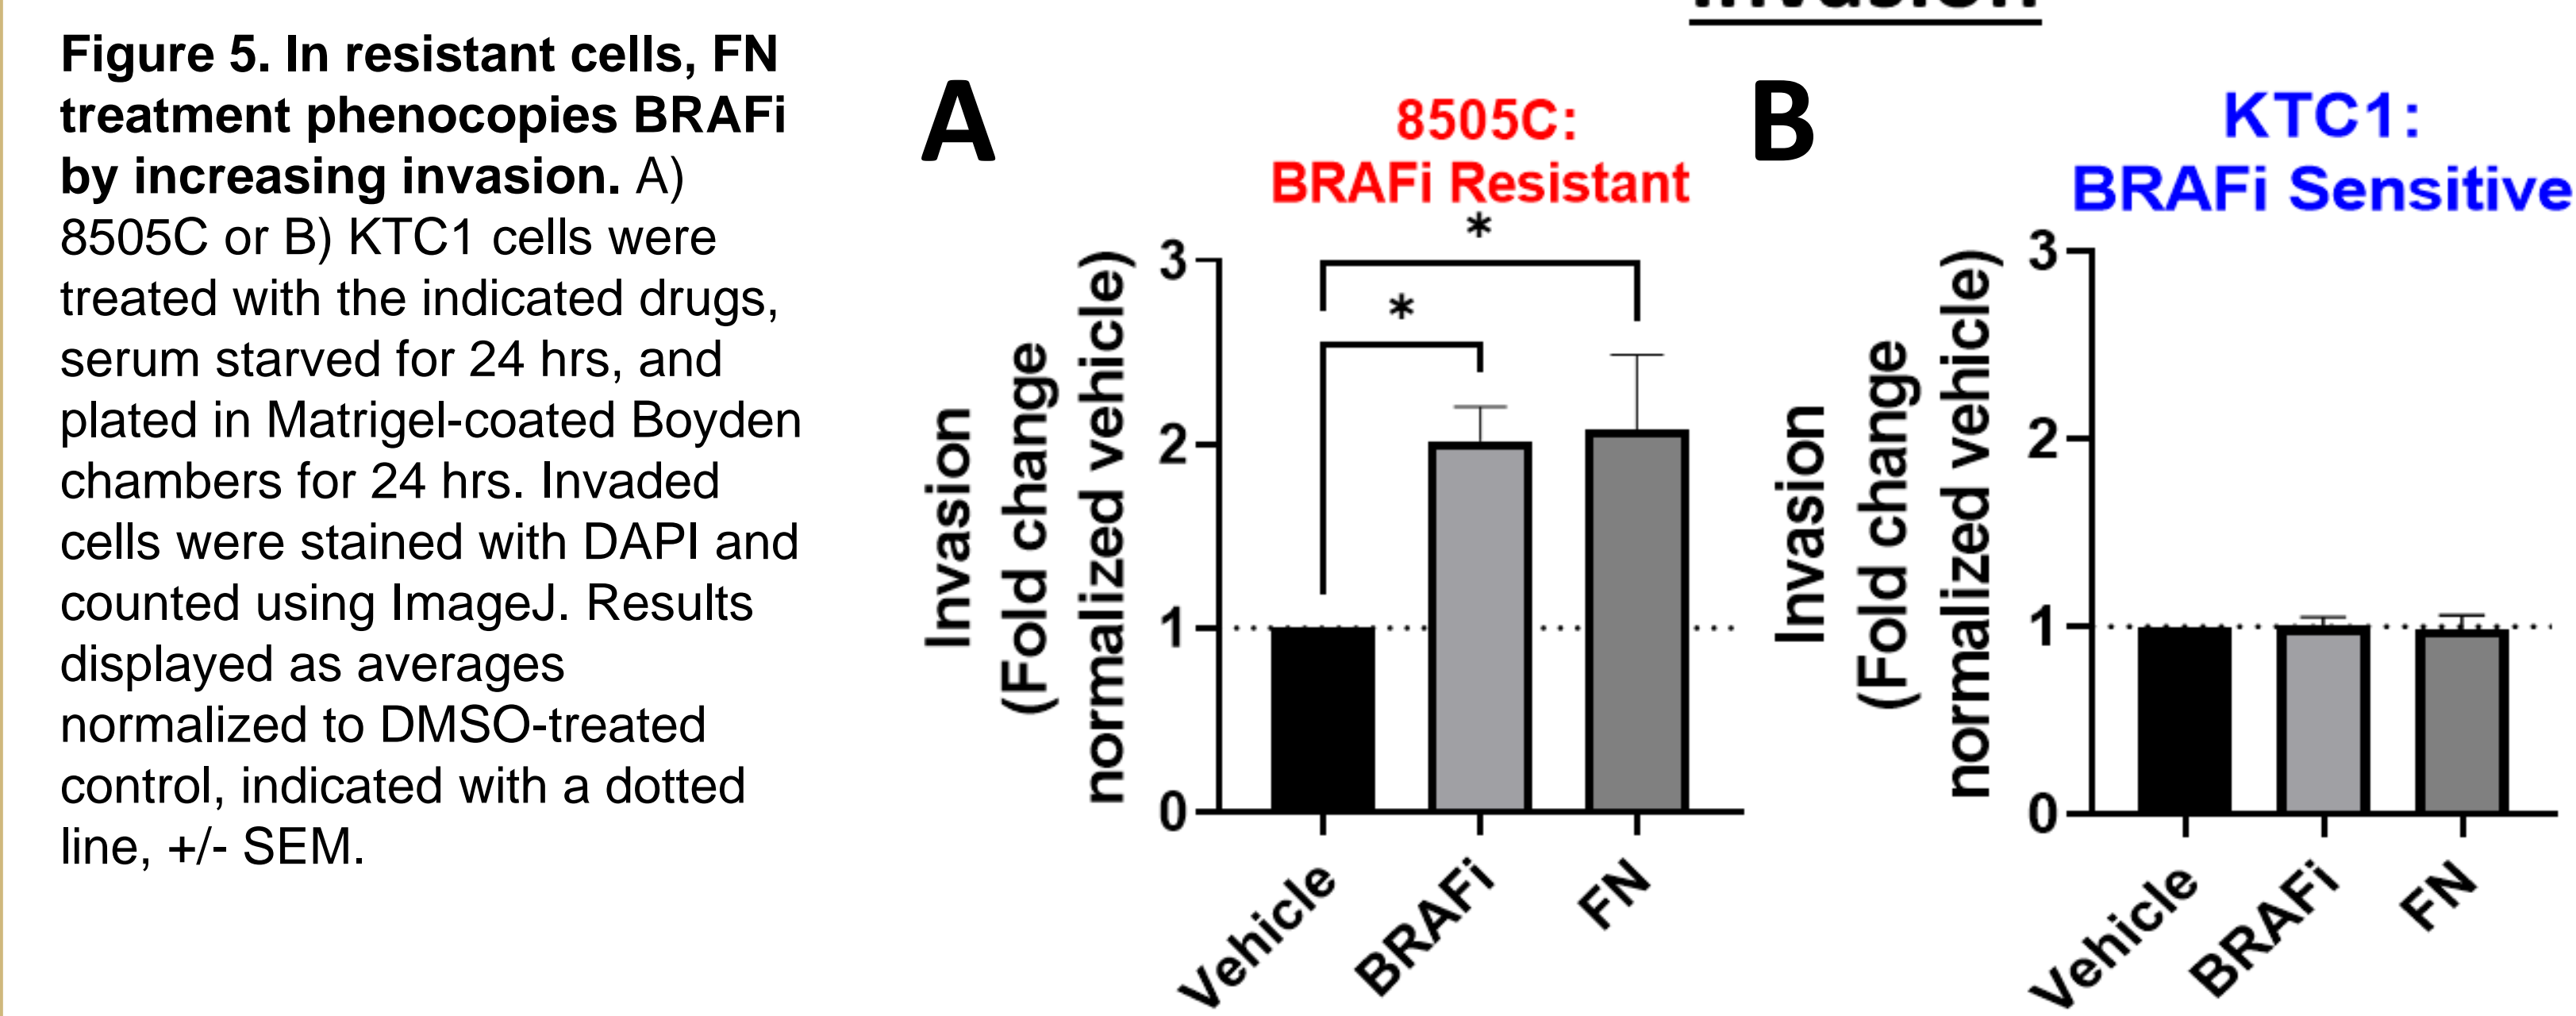 Figure 5. In resistant cells, FN
treatment phenocopies BRAFi
by increasing invasion. A)
8505C or B) KTC1 cells were
treated with the indicated drugs,
serum starved for 24 hrs, and
plated in Matrigel-coated Boyden
chambers for 24 hrs. Invaded
cells were stained with DAPI and
counted using ImageJ. Results
displayed as averages
normalized to DMSO-treated
control, indicated with a dotted
line, +/- SEM.
Invasion
A
8505C:
BRAFi Resistant
Invasion
(Fold change
normalized vehicle)
3
2
1
0
*
*
Vehicle
BRAFi
FN
B
KTC1:
BRAFi Sensitive
Invasion
(Fold change
normalized vehicle)
3
2
1
0
Vehicle
BRAFi
FN